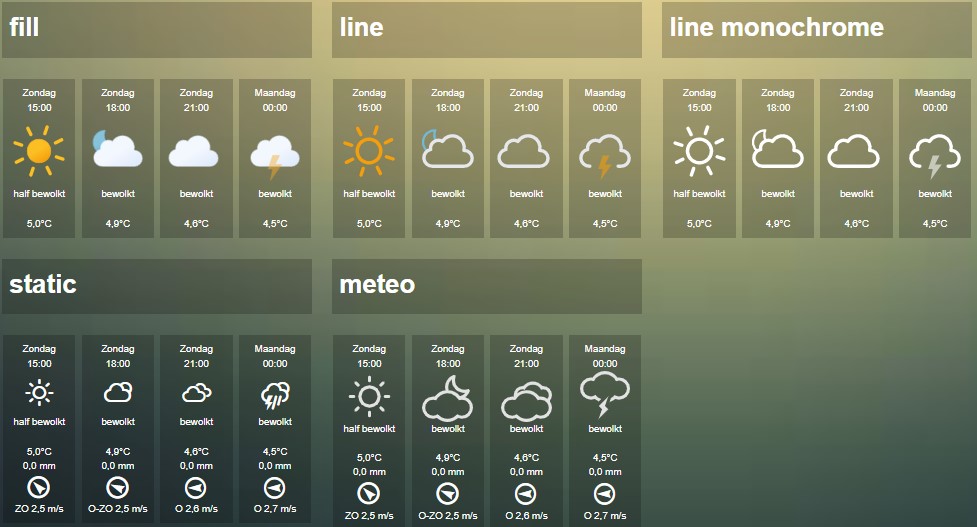 fill
Zondag
15:00
half bewolkt
5,0°C
Zondag
18:00
bewolkt
4,9°C
Zondag
21:00
bewolkt
4,6°C
Maandag
00:00
bewolkt
4,5°C
line
Zondag
15:00
half bewolkt
5,0°C
Zondag
18:00
bewolkt
4,9°C
Zondag
21:00
bewolkt
4,6°C
Maandag
00:00
bewolkt
4,5°C
line monochrome
Zondag
15:00
half bewolkt
5,0°C
Zondag
18:00
bewolkt
4,9°C
Zondag
21:00
bewolkt
4,6°C
Maandag
00:00
bewolkt
4,5°C
static
Zondag
15:00
half bewolkt
5,0°C
0,0 mm
ZO 2,5 m/s
Zondag
18:00
bewolkt
4,9°C
0,0 mm
O-ZO 2,5 m/s
Zondag
21:00
bewolkt
4,6°C
0,0 mm
O 2,6 m/s
Maandag
00:00
bewolkt
4,5°C
0,0 mm
O 2,7 m/s
meteo
Zondag
15:00
half bewolkt
5,0°C
0,0 mm
ZO 2,5 m/s
Zondag
18:00
bewolkt
4,9°C
0,0 mm
O-ZO 2,5 m/s
Zondag
21:00
bewolkt
4,6°C
0,0 mm
O 2,6 m/s
Maandag
00:00
bewolkt
4,5°C
0,0 mm
O 2,7 m/s